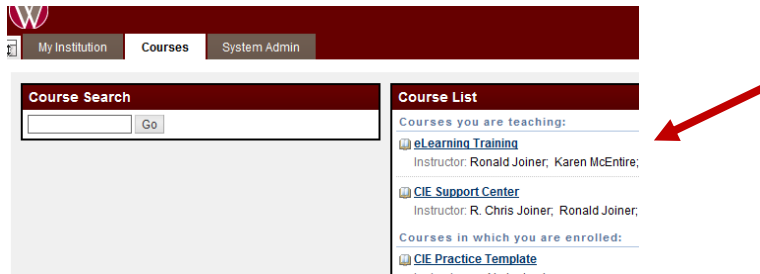 W
My Institution Courses System Admin
Course Search
Go
Course List
Courses you are teaching:
eLearning Training
Instructor: Ronald Joiner; Karen McEntire;
CIE Support Center
Instructor: R. Chris Joiner; Ronald Joiner;
Courses in which you are enrolled:
CIE Practice Template